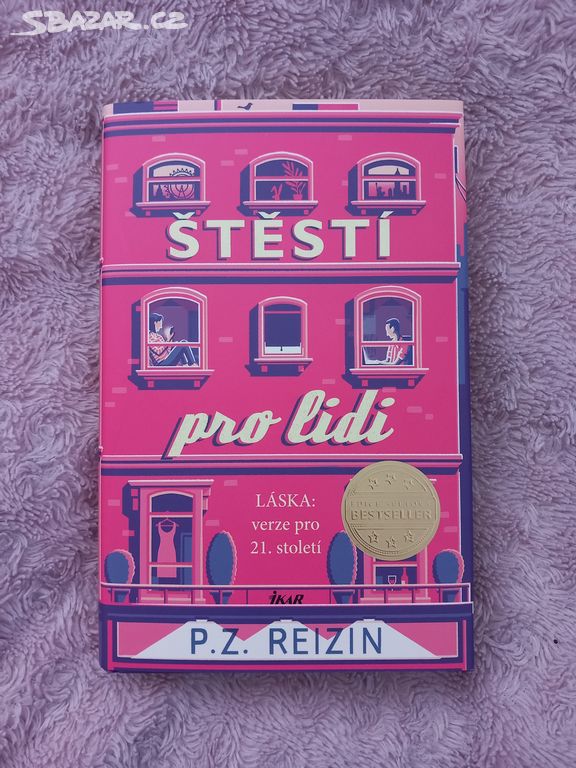 SBAZAR.CZ
ŠTĚSTÍ
pro lidi
LÁSKA:
verze pro
21. století
BESTSELLER
IKAR
P.Z. REIZIN